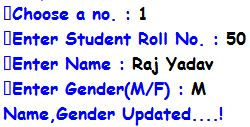 Choose a no. : 1
Enter Student Roll No. : 50
Enter Name : Raj Yadav
Enter Gender(M/F) : M
Name,Gender Updated....!